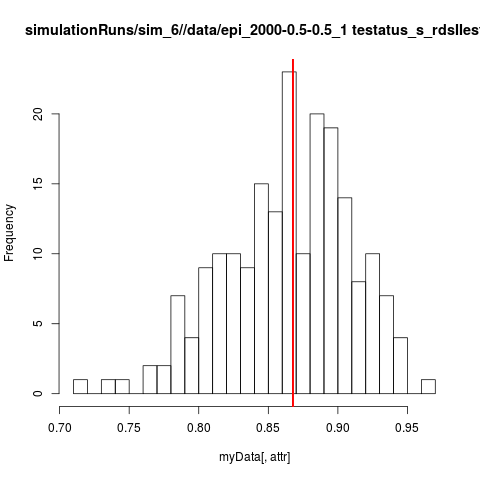 simulationRuns/sim_6//data/epi_2000-0.5-0.5_1 testatus_s_rdsllest
Frequency
20
15
10
5
0
0.70 0.75 0.80 0.85 0.90 0.95
myData[, attr]